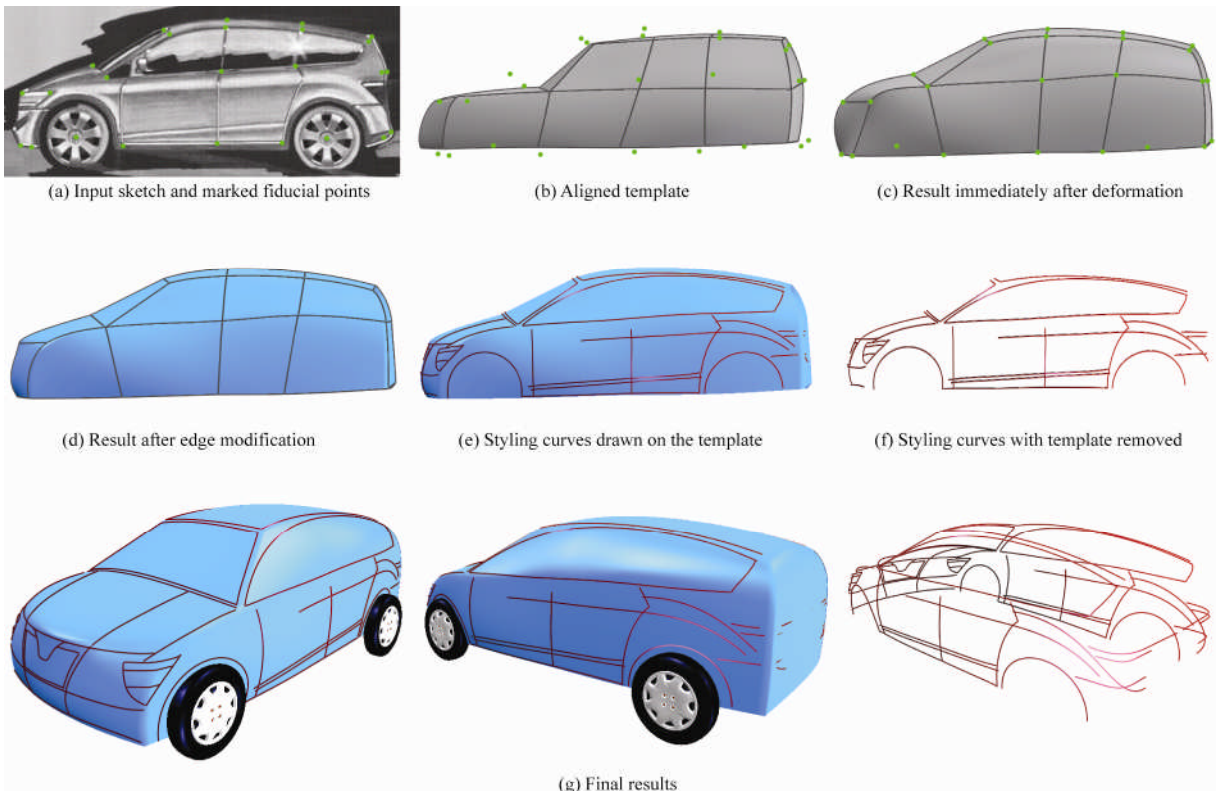 (a) Input sketch and marked fiducial points
(b) Aligned template
(c) Result immediately after deformation
(d) Result after edge modification
(e) Styling curves drawn on the template
(f) Styling curves with template removed
(g) Final results